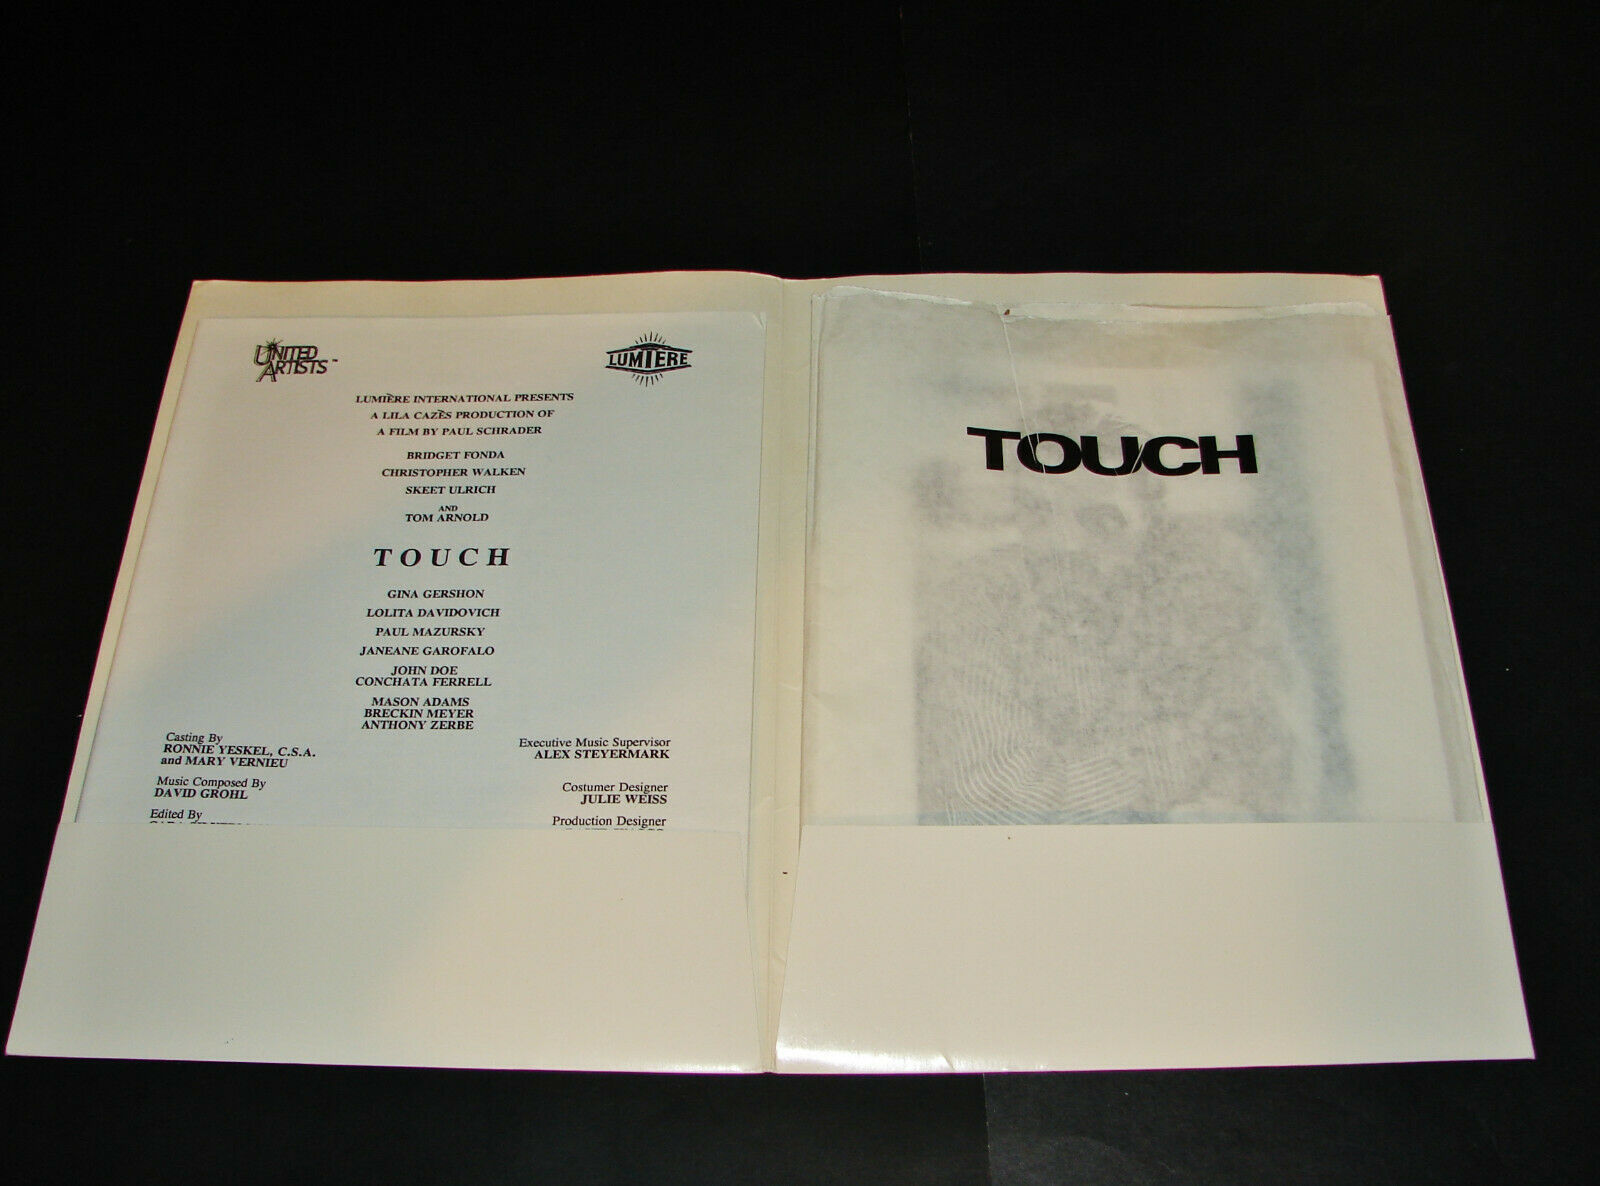 UNITED
ARTISTS ™
LUMIERE
LUMIÈRE INTERNATIONAL PRESENTS
A LILA CAZÈS PRODUCTION OF
A FILM BY PAUL SCHRADER
BRIDGET FONDA
CHRISTOPHER WALKEN
SKEET ULRICH
AND
TOM ARNOLD
TOUCH
GINA GERSHON
LOLITA DAVIDOVICH
PAUL MAZURSKY
JANEANE GAROFALO
JOHN DOE
CONCHATA FERRELL
MASON ADAMS
BRECKIN MEYER
ANTHONY ZERBE
Casting By
RONNIE YESKEL, C.S.A.
and MARY VERNIEU
Music Composed By
DAVID GROHL
Edited By
Executive Music Supervisor
ALEX STEYERMARK
Costume Designer
JULIE WEISS
Production Designer
TOUCH